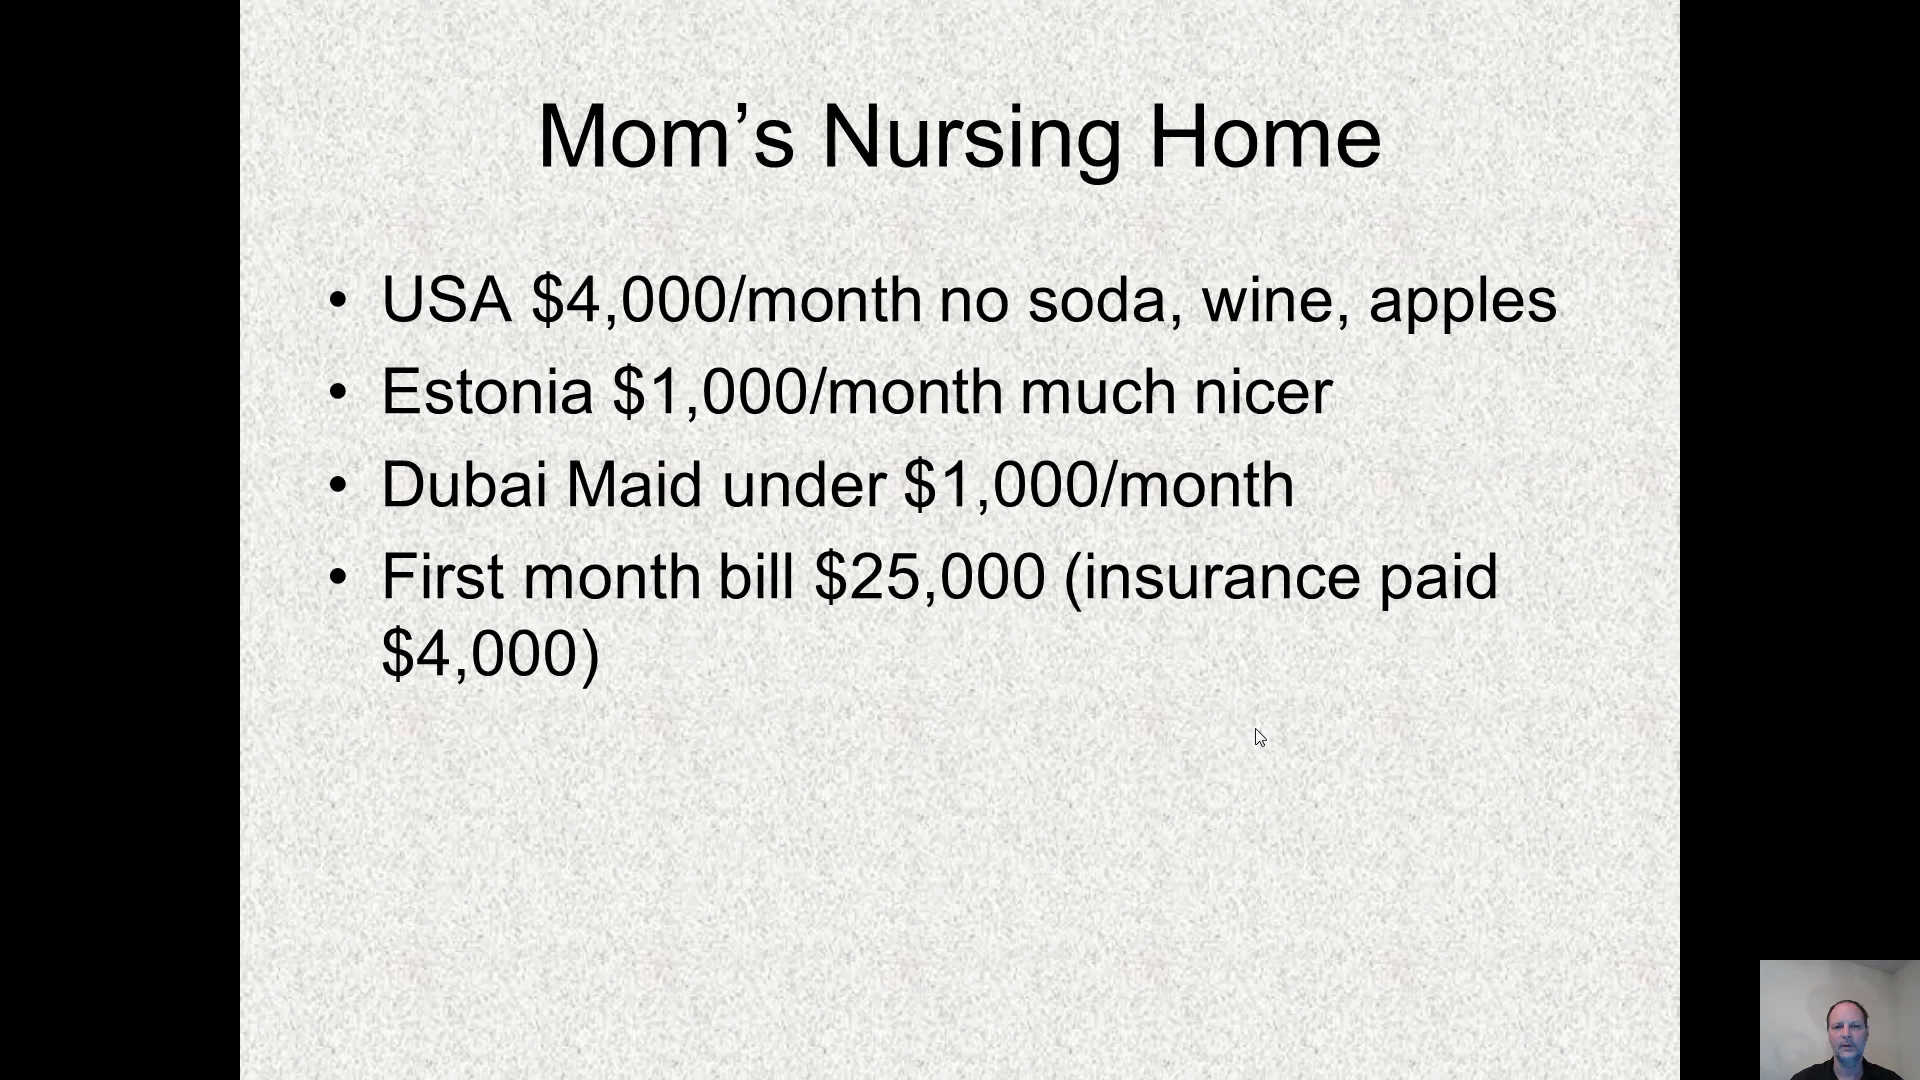 Mom’s Nursing Home
• USA $4,000/month no soda, wine, apples
• Estonia $1,000/month much nicer
• Dubai Maid under $1,000/month
• First month bill $25,000 (insurance paid
$4,000)